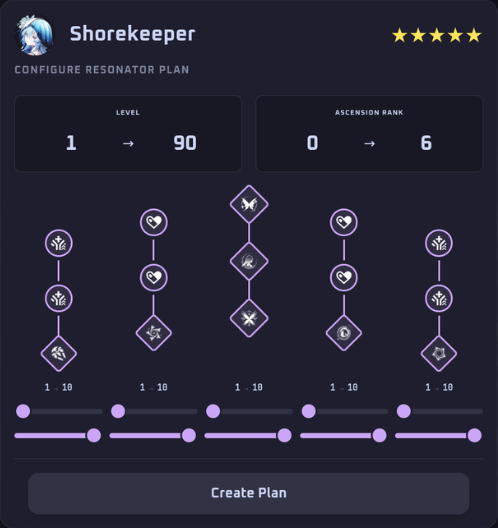 Shorekeeper
★★★★★
CONFIGURE RESONATOR PLAN
LEVEL
1 → 90
ASCENSION RANK
0 → 6
1 → 10
1 → 10
1 → 10
1 → 10
1 → 10
Create Plan